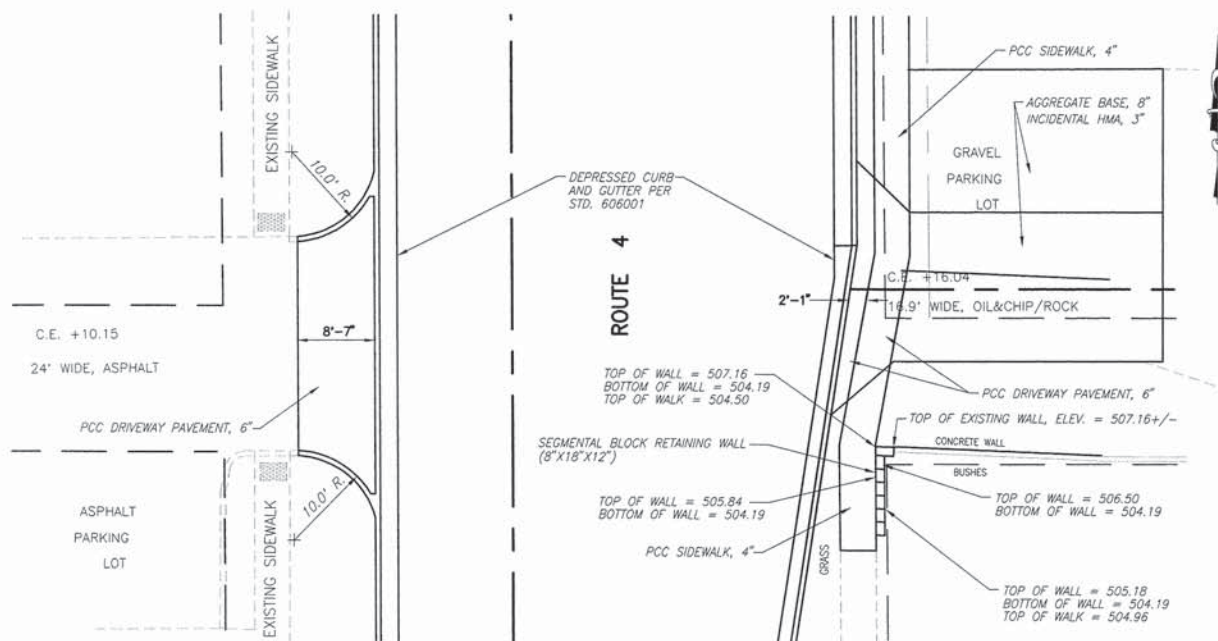 EXISTING SIDEWALK
10.0' R.
C.E. +10.15
24' WIDE, ASPHALT
8'-7"
PCC DRIVEWAY PAVEMENT, 6"
ASPHALT
PARKING
LOT
10.0' R.
EXISTING SIDEWALK
DEPRESSED CURB
AND GUTTER PER
STD. 606001
ROUTE 4
PCC SIDEWALK, 4"
AGGREGATE BASE, 8"
INCIDENTAL HMA, 3"
GRAVEL
PARKING
LOT
C.E. +16.04
2'-1"
16.9' WIDE, OIL&CHIP/ROCK
TOP OF WALL = 507.16
BOTTOM OF WALL = 504.19
TOP OF WALK = 504.50
PCC DRIVEWAY PAVEMENT, 6"
TOP OF EXISTING WALL, ELEV. = 507.16+/-
SEGMENTAL BLOCK RETAINING WALL
(8"X18"X12")
CONCRETE WALL
BUSHES
TOP OF WALL = 505.84
BOTTOM OF WALL = 504.19
TOP OF WALL = 506.50
BOTTOM OF WALL = 504.19
PCC SIDEWALK, 4"
GRASS
TOP OF WALL = 505.18
BOTTOM OF WALL = 504.19
TOP OF WALK = 504.96